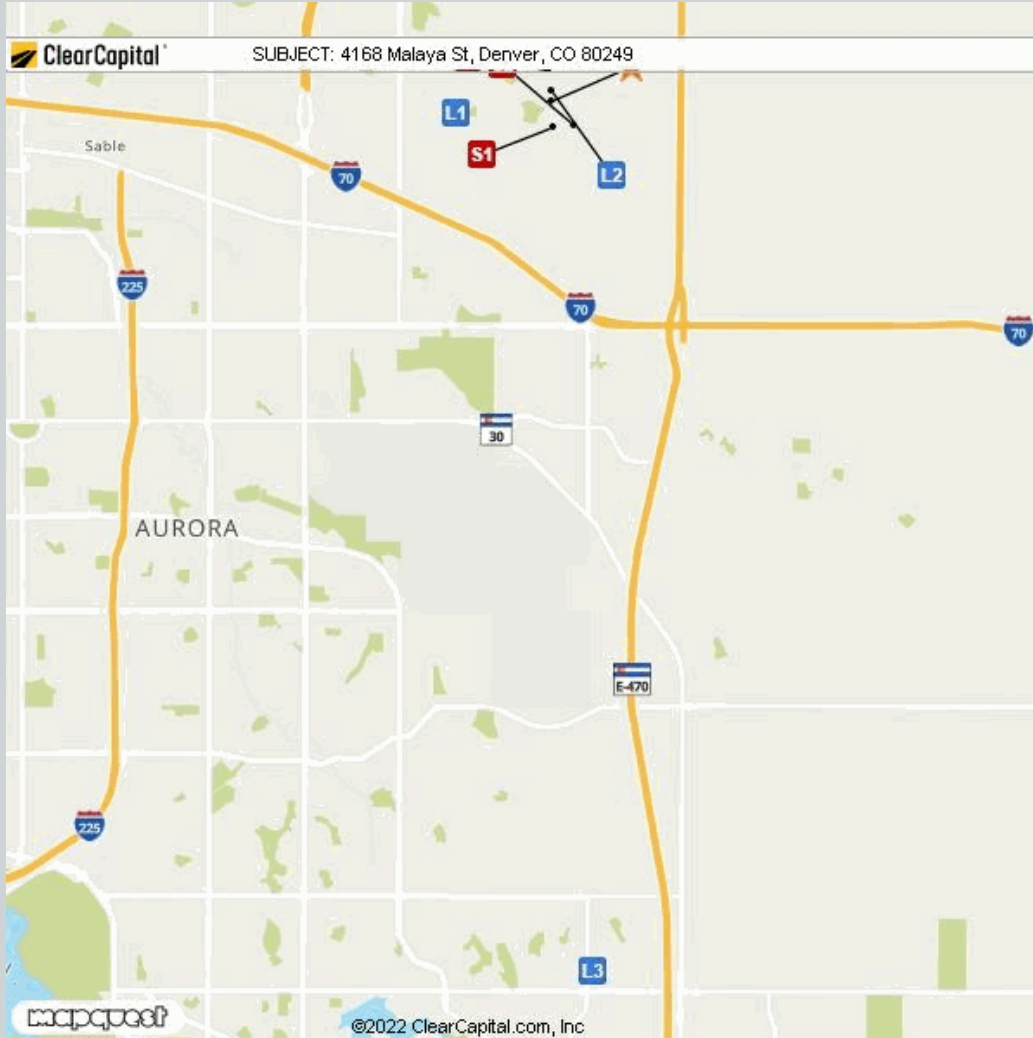 ClearCapital
SUBJECT: 4168 Malaya St, Denver, CO 80249
L1
S1
L2
Sable
70
225
70
70
30
AURORA
E-470
225
L3
mapquest
©2022 ClearCapital.com, Inc